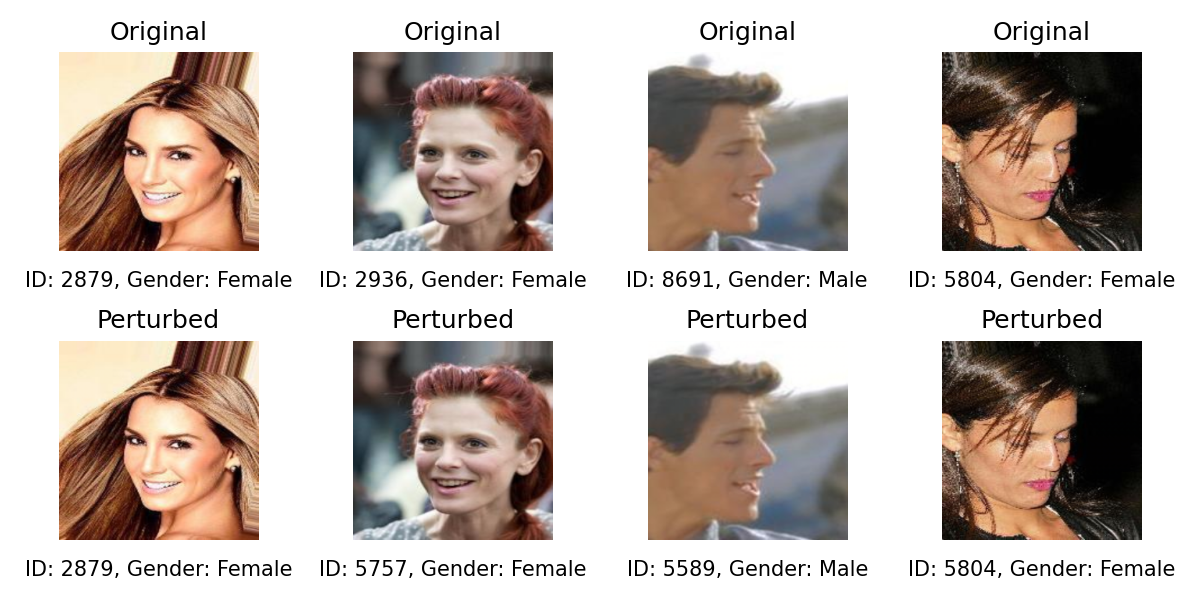 Original
Original
Original
Original
ID: 2879, Gender: Female
ID: 2936, Gender: Female
ID: 8691, Gender: Male
ID: 5804, Gender: Female
Perturbed
Perturbed
Perturbed
Perturbed
ID: 2879, Gender: Female
ID: 5757, Gender: Female
ID: 5589, Gender: Male
ID: 5804, Gender: Female